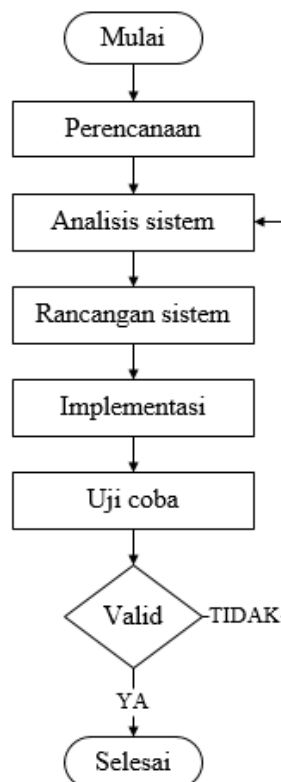 Mulai
Perencanaan
Analisis sistem
Rancangan sistem
Implementasi
Uji coba
Valid
TIDAK
YA
Selesai